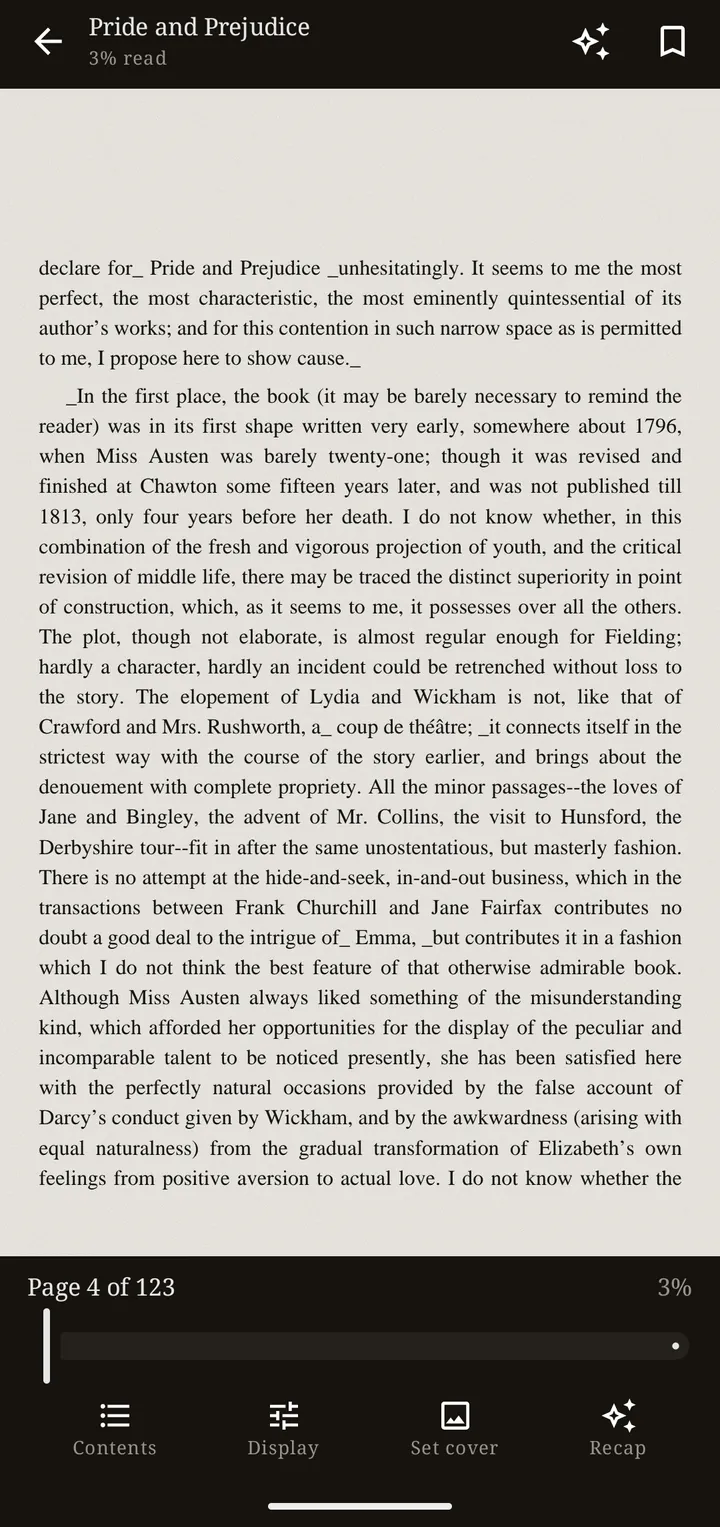 Pride and Prejudice
3% read
declare for_ Pride and Prejudice _unhesitatingly. It seems to me the most
perfect, the most characteristic, the most eminently quintessential of its
author’s works; and for this contention in such narrow space as is permitted
to me, I propose here to show cause._
_In the first place, the book (it may be barely necessary to remind the
reader) was in its first shape written very early, somewhere about 1796,
when Miss Austen was barely twenty-one; though it was revised and
finished at Chawton some fifteen years later, and was not published till
1813, only four years before her death. I do not know whether, in this
combination of the fresh and vigorous projection of youth, and the critical
revision of middle life, there may be traced the distinct superiority in point
of construction, which, as it seems to me, it possesses over all the others.
The plot, though not elaborate, is almost regular enough for Fielding;
hardly a character, hardly an incident could be retrenched without loss to
the story. The elopement of Lydia and Wickham is not, like that of
Crawford and Mrs. Rushworth, a_ coup de théâtre; _it connects itself in the
strictest way with the course of the story earlier, and brings about the
denouement with complete propriety. All the minor passages--the loves of
Jane and Bingley, the advent of Mr. Collins, the visit to Hunsford, the
Derbyshire tour--fit in after the same unostentatious, but masterly fashion.
There is no attempt at the hide-and-seek, in-and-out business, which in the
transactions between Frank Churchill and Jane Fairfax contributes no
doubt a good deal to the intrigue of_ Emma, _but contributes it in a fashion
which I do not think the best feature of that otherwise admirable book.
Although Miss Austen always liked something of the misunderstanding
kind, which afforded her opportunities for the display of the peculiar and
incomparable talent to be noticed presently, she has been satisfied here
with the perfectly natural occasions provided by the false account of
Darcy’s conduct given by Wickham, and by the awkwardness (arising with
equal naturalness) from the gradual transformation of Elizabeth’s own
feelings from positive aversion to actual love. I do not know whether the
Page 4 of 123
3%
Contents
Display
Set cover
Recap